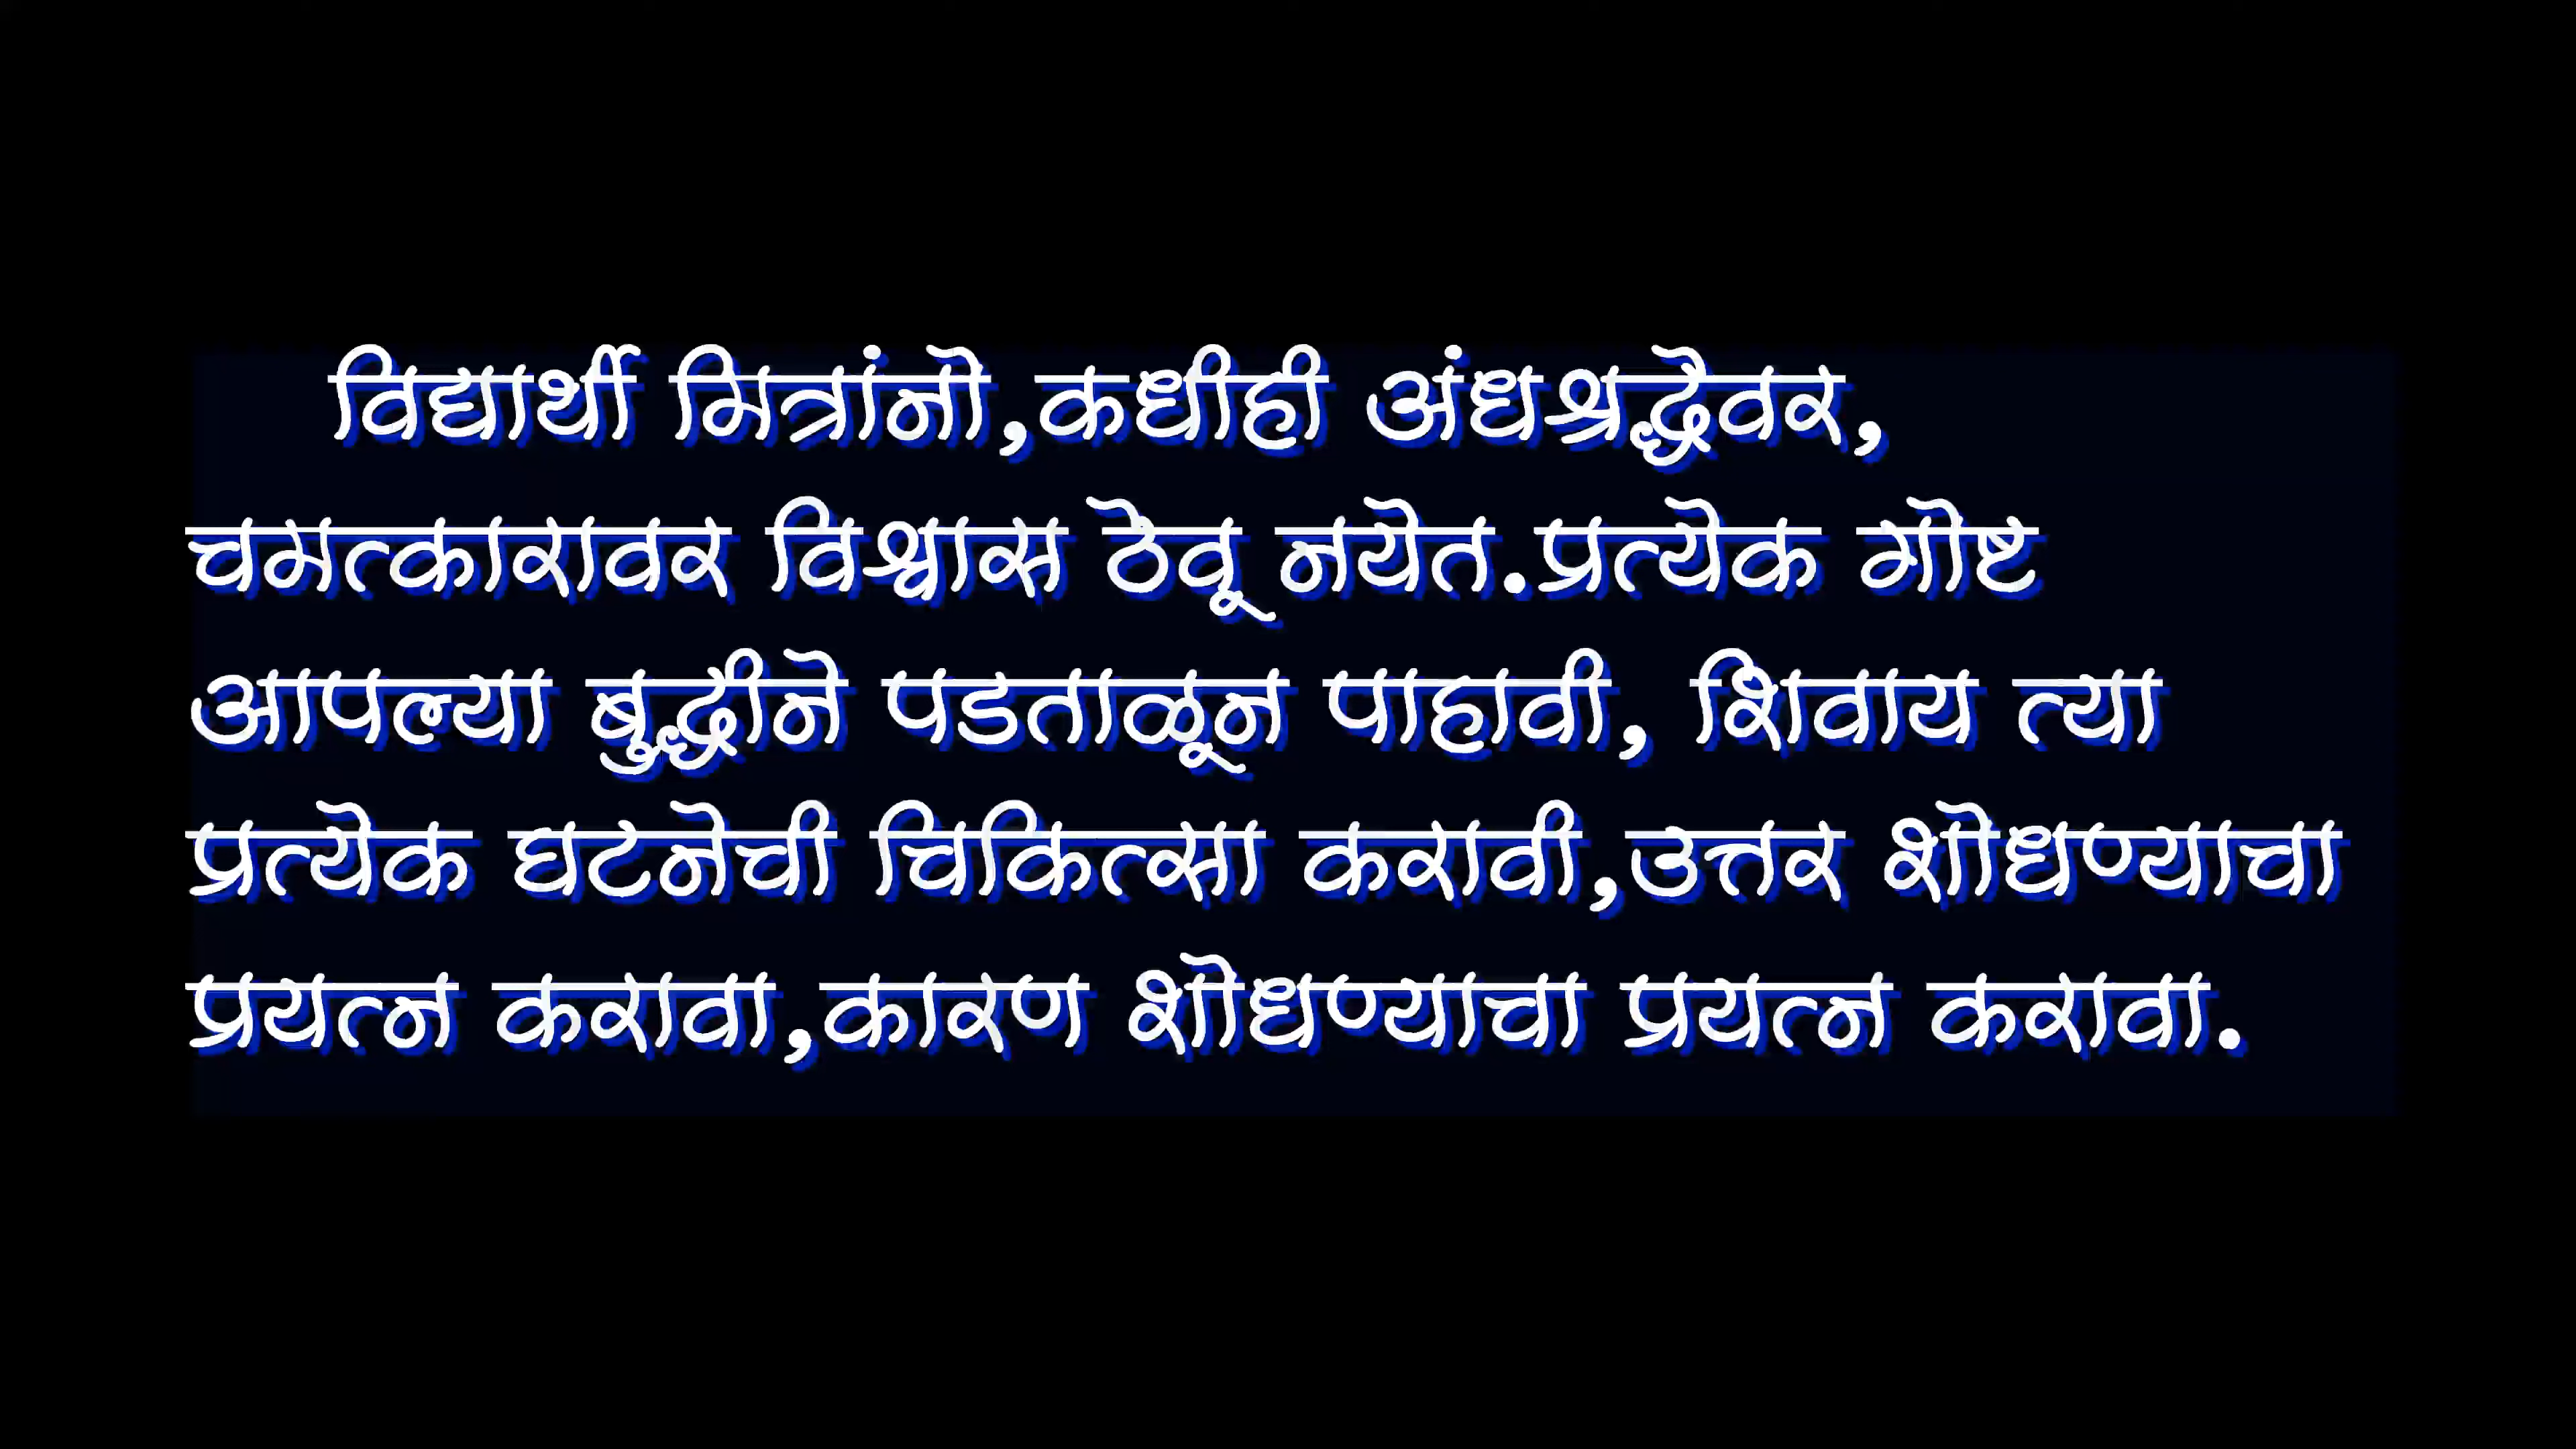 विद्यार्थी मित्रांनो,कधीही अंधश्रद्धेवर,
चमत्कारावर विश्वास ठेवू नयेत.प्रत्येक गोष्ट
आपल्या बुद्धीने पडताळून पाहावी, शिवाय त्या
प्रत्येक घटनेची चिकित्सा करावी,उत्तर शोधण्याचा
प्रयत्न करावा,कारण शोधण्याचा प्रयत्न करावा.